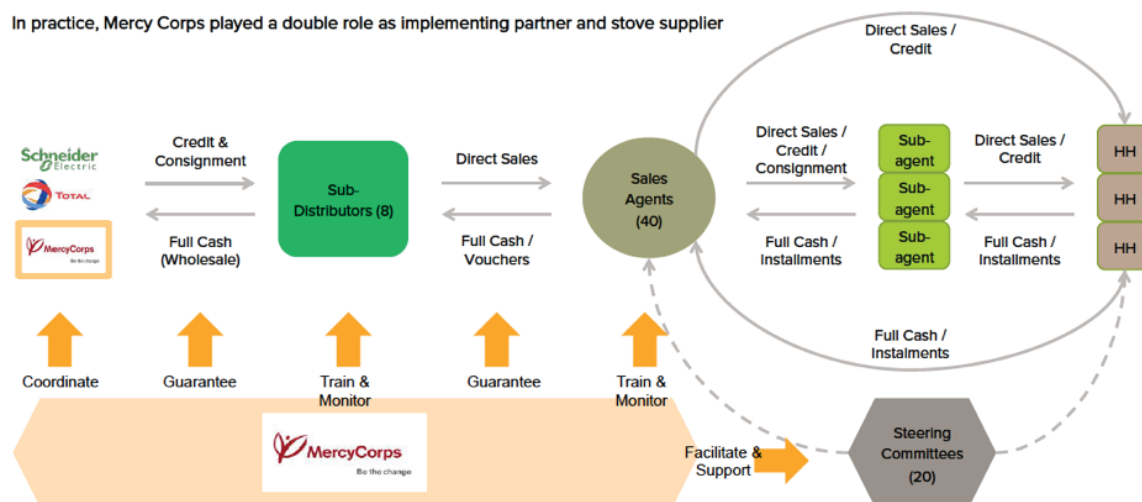 In practice, Mercy Corps played a double role as implementing partner and stove supplier
Direct Sales /
Credit
Schneider
Electric
TOTAL
MercyCorps
Be the change
Credit &
Consignment
Full Cash
(Wholesale)
Sub-
Distributors (8)
Direct Sales
Full Cash /
Vouchers
Sales
Agents
(40)
Direct Sales /
Credit /
Consignment
Full Cash /
Installments
Sub-
agent
Sub-
agent
Sub-
agent
Direct Sales /
Credit
Full Cash /
Installments
HH
HH
HH
Full Cash /
Instalments
Coordinate
Guarantee
Train &
Monitor
Guarantee
Train &
Monitor
MercyCorps
Be the change
Facilitate &
Support
Steering
Committees
(20)